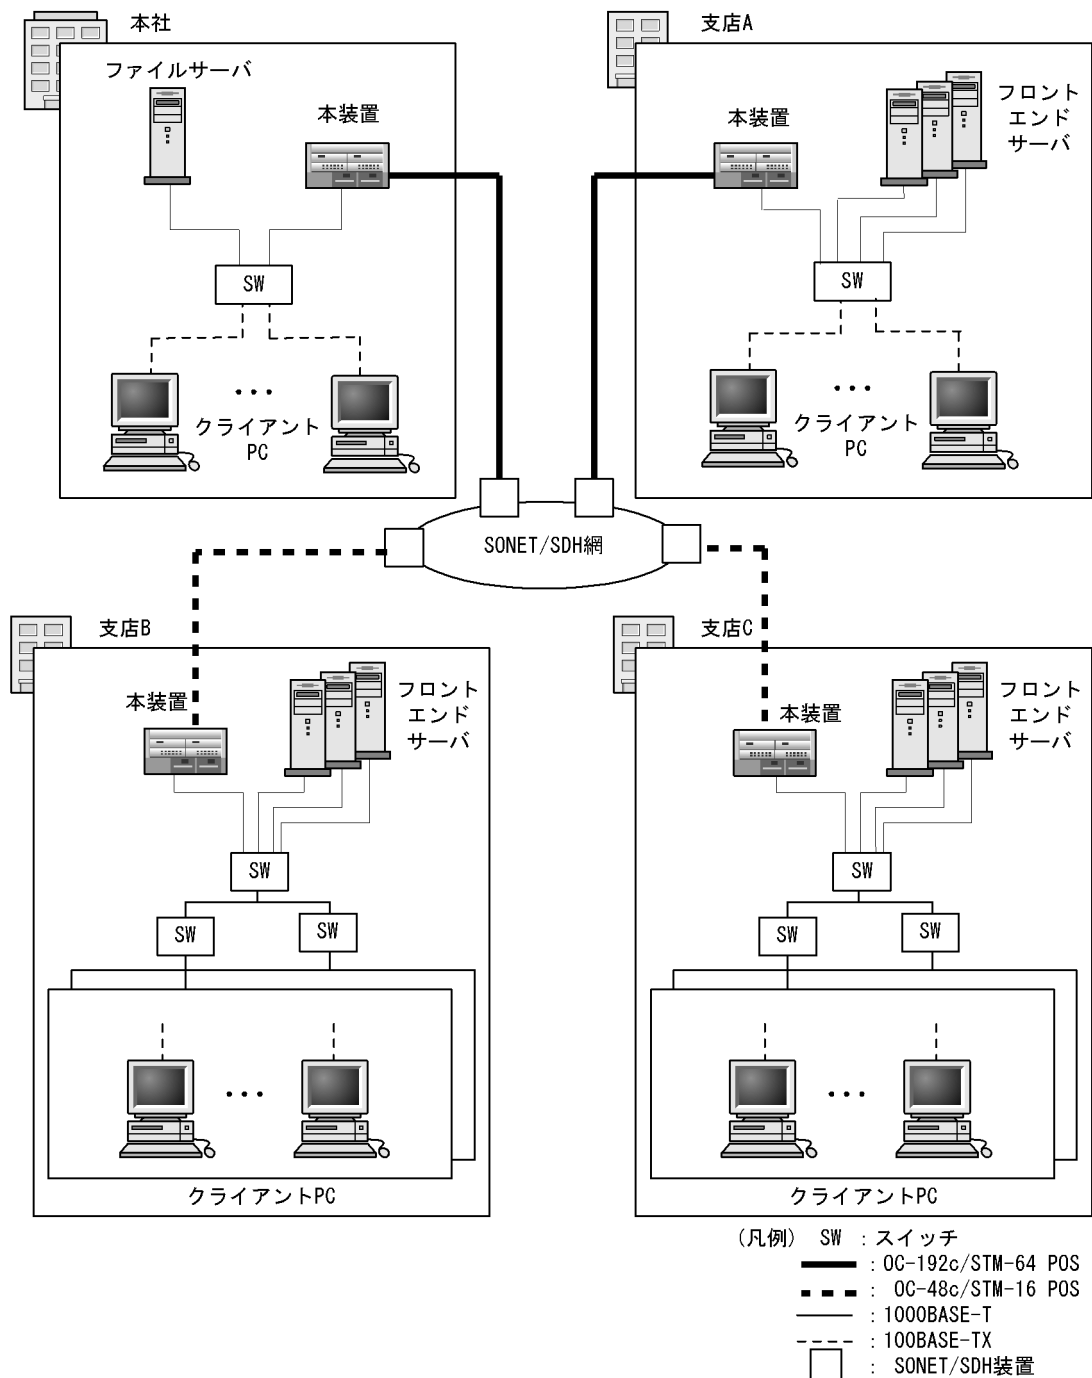 本社
ファイルサーバ
本装置
SW
・・・
クライアント
PC
支店A
本装置
フロント
エンド
サーバ
SW
・・・
クライアント
PC
SONET/SDH網
支店B
本装置
フロント
エンド
サーバ
SW
SW
SW
・・・
クライアントPC
支店C
本装置
フロント
エンド
サーバ
SW
SW
SW
・・・
クライアントPC
(凡例) SW :スイッチ
:OC-192c/STM-64 POS
: OC-48c/STM-16 POS
:1000BASE-T
:100BASE-TX
: SONET/SDH装置